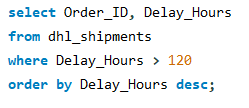 select Order_ID, Delay_Hours
from dhl_shipments
where Delay_Hours > 120
order by Delay_Hours desc;